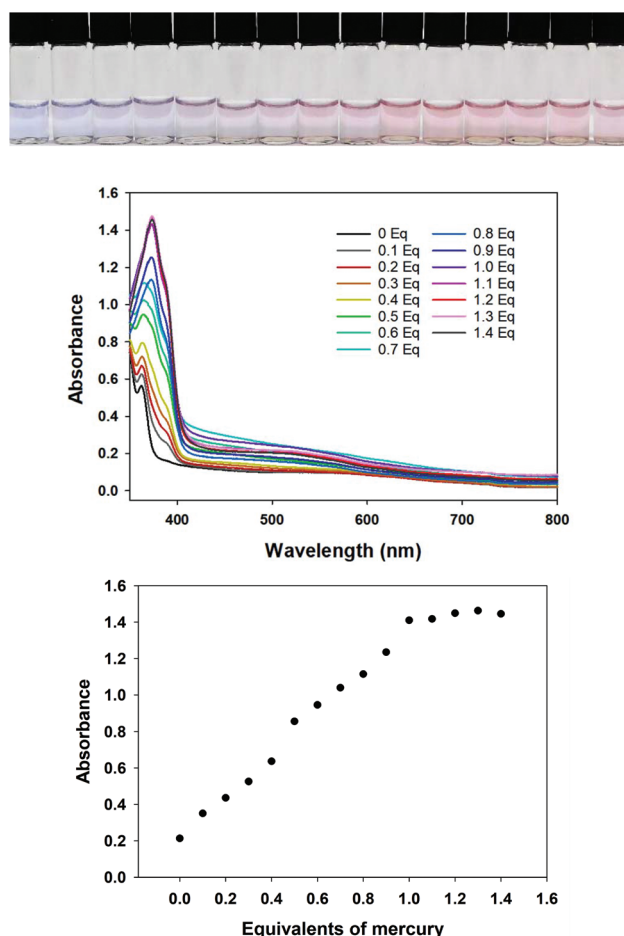 1.6
1.4
1.2
1.0
0.8
0.6
0.4
0.2
0.0
Absorbance
0 Eq
0.1 Eq
0.2 Eq
0.3 Eq
0.4 Eq
0.5 Eq
0.6 Eq
0.7 Eq
0.8 Eq
0.9 Eq
1.0 Eq
1.1 Eq
1.2 Eq
1.3 Eq
1.4 Eq
400 500 600 700 800
Wavelength (nm)
1.6
1.4
1.2
1.0
0.8
0.6
0.4
0.2
0.0
Absorbance
0.0 0.2 0.4 0.6 0.8 1.0 1.2 1.4 1.6
Equivalents of mercury